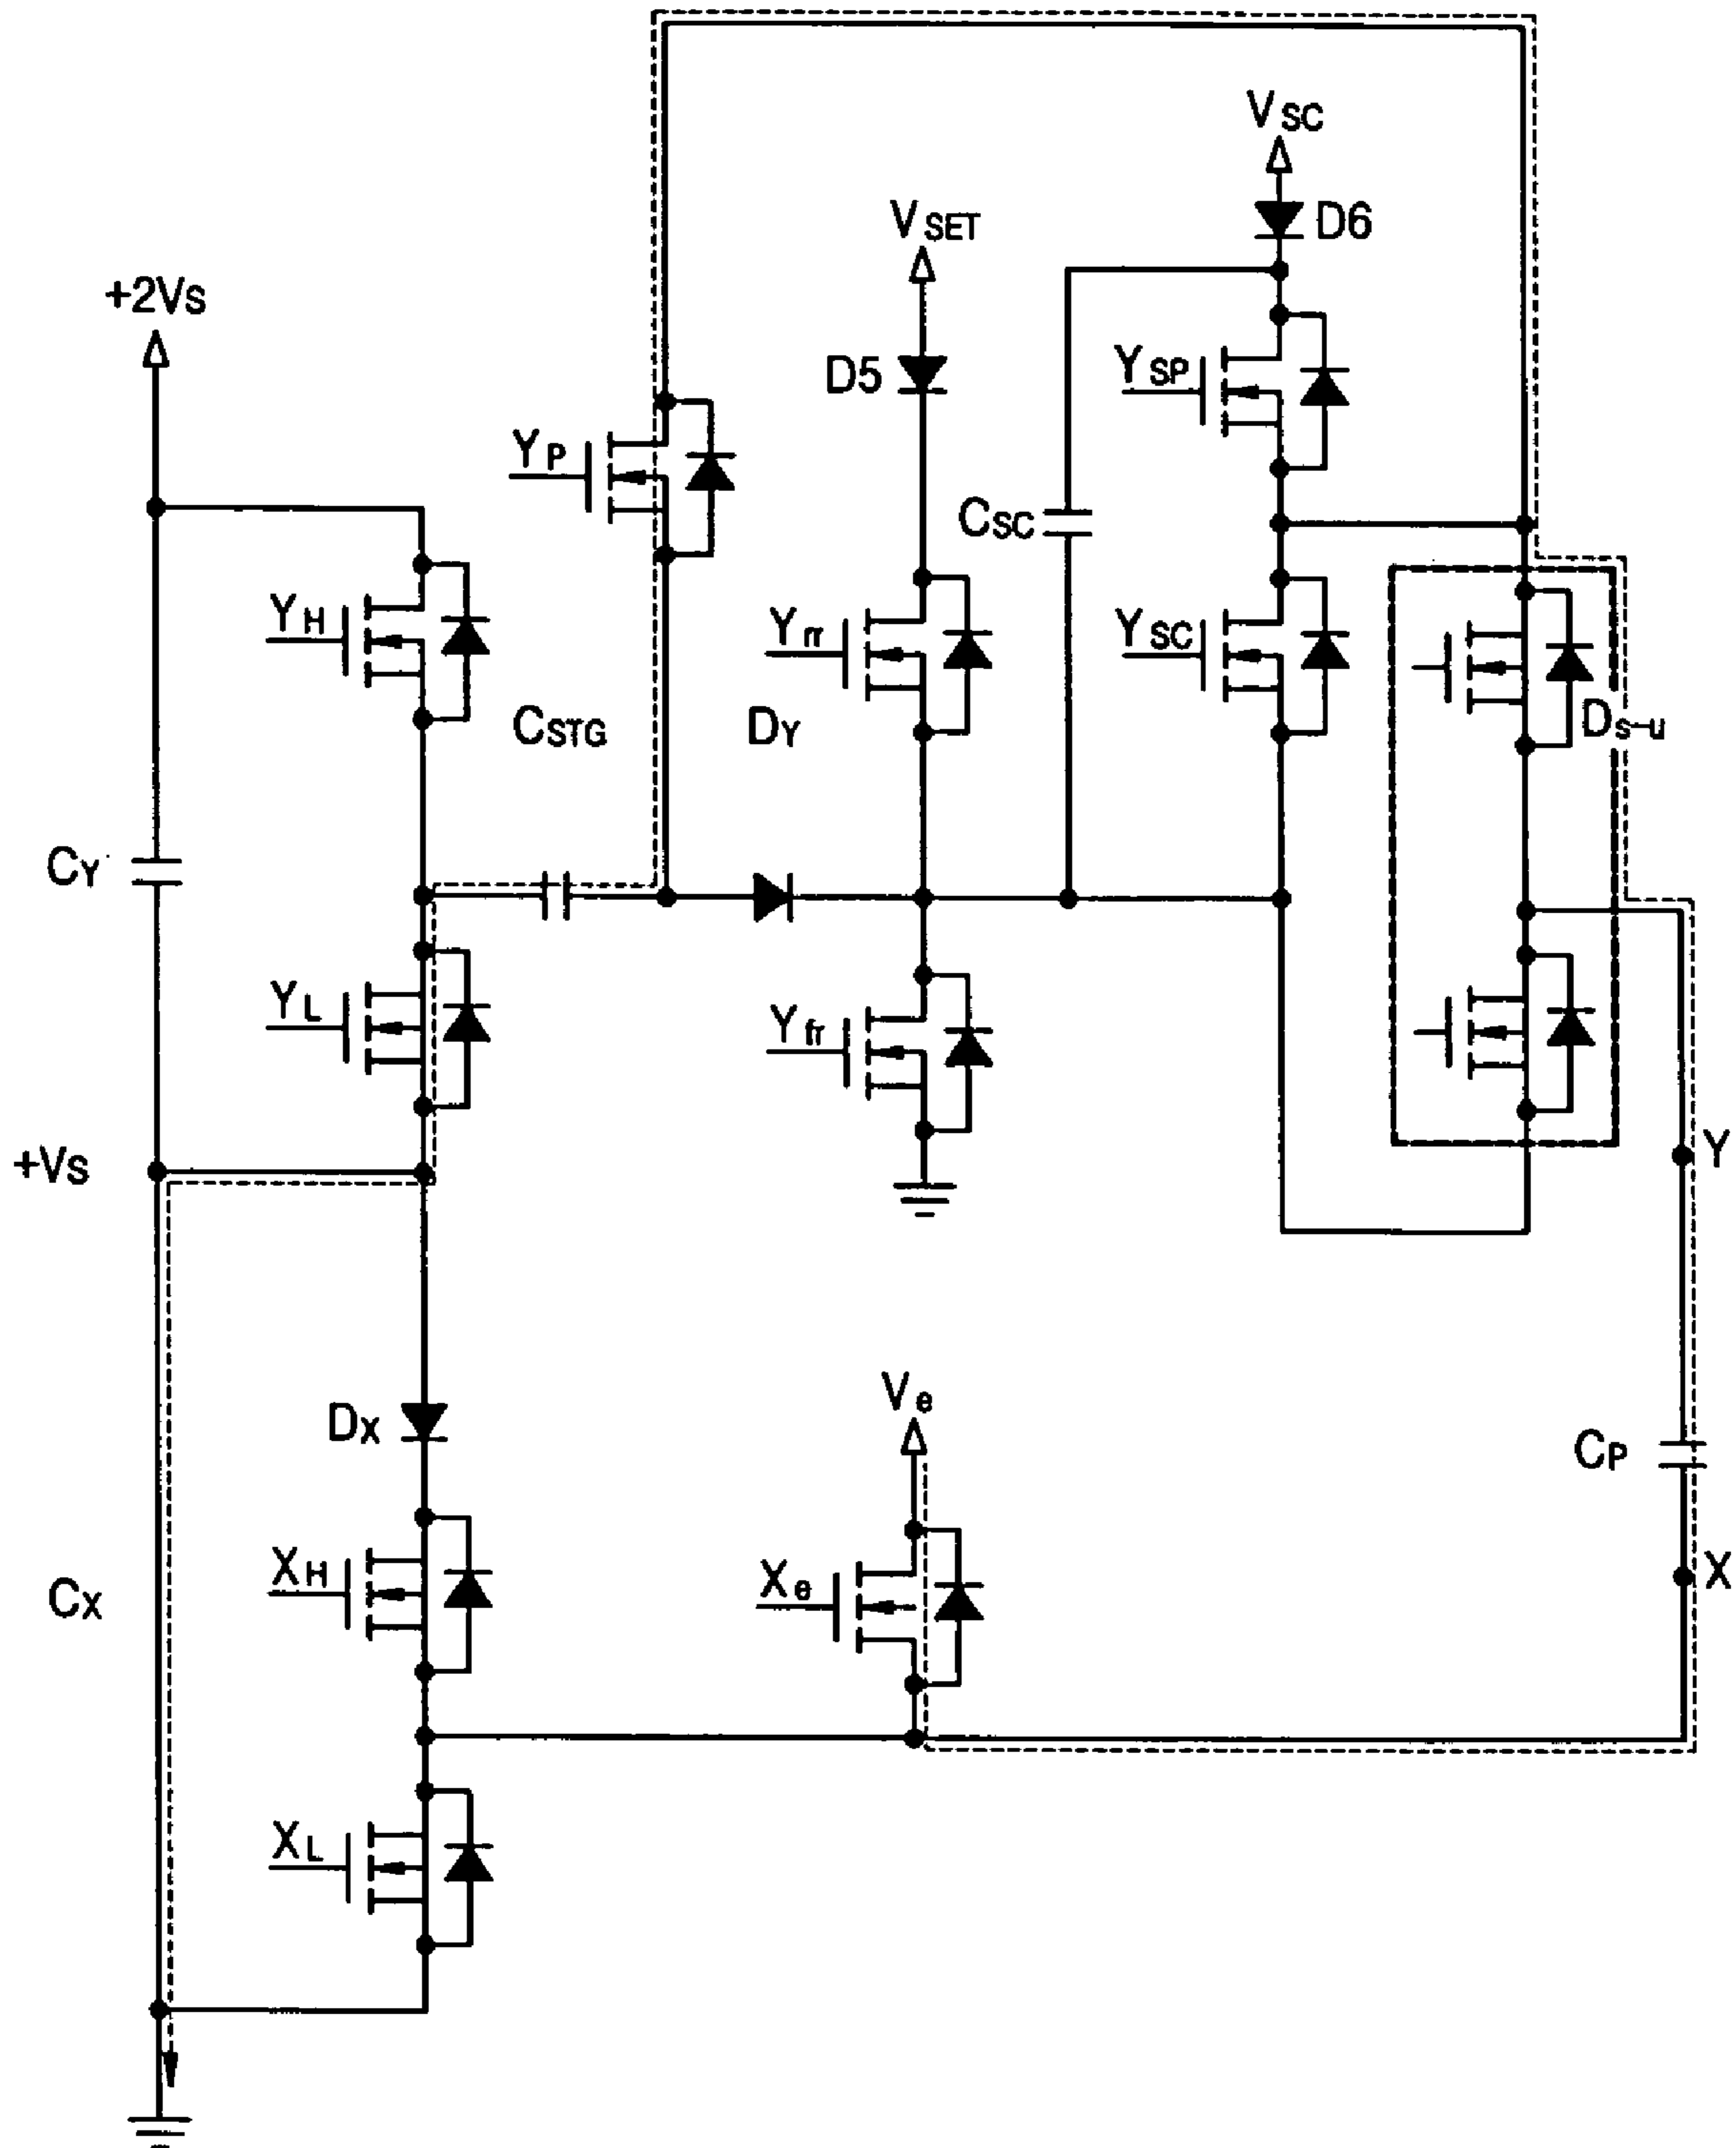 VSC
D6
VSET
+2Vs
D5
YSP
YP
CSC
YH
Yrr
YSC
CSTG
DY
Ds-u
CY
YL
Yfr
+Vs
Y
Ve
DX
CP
XH
Xe
X
CX
XL